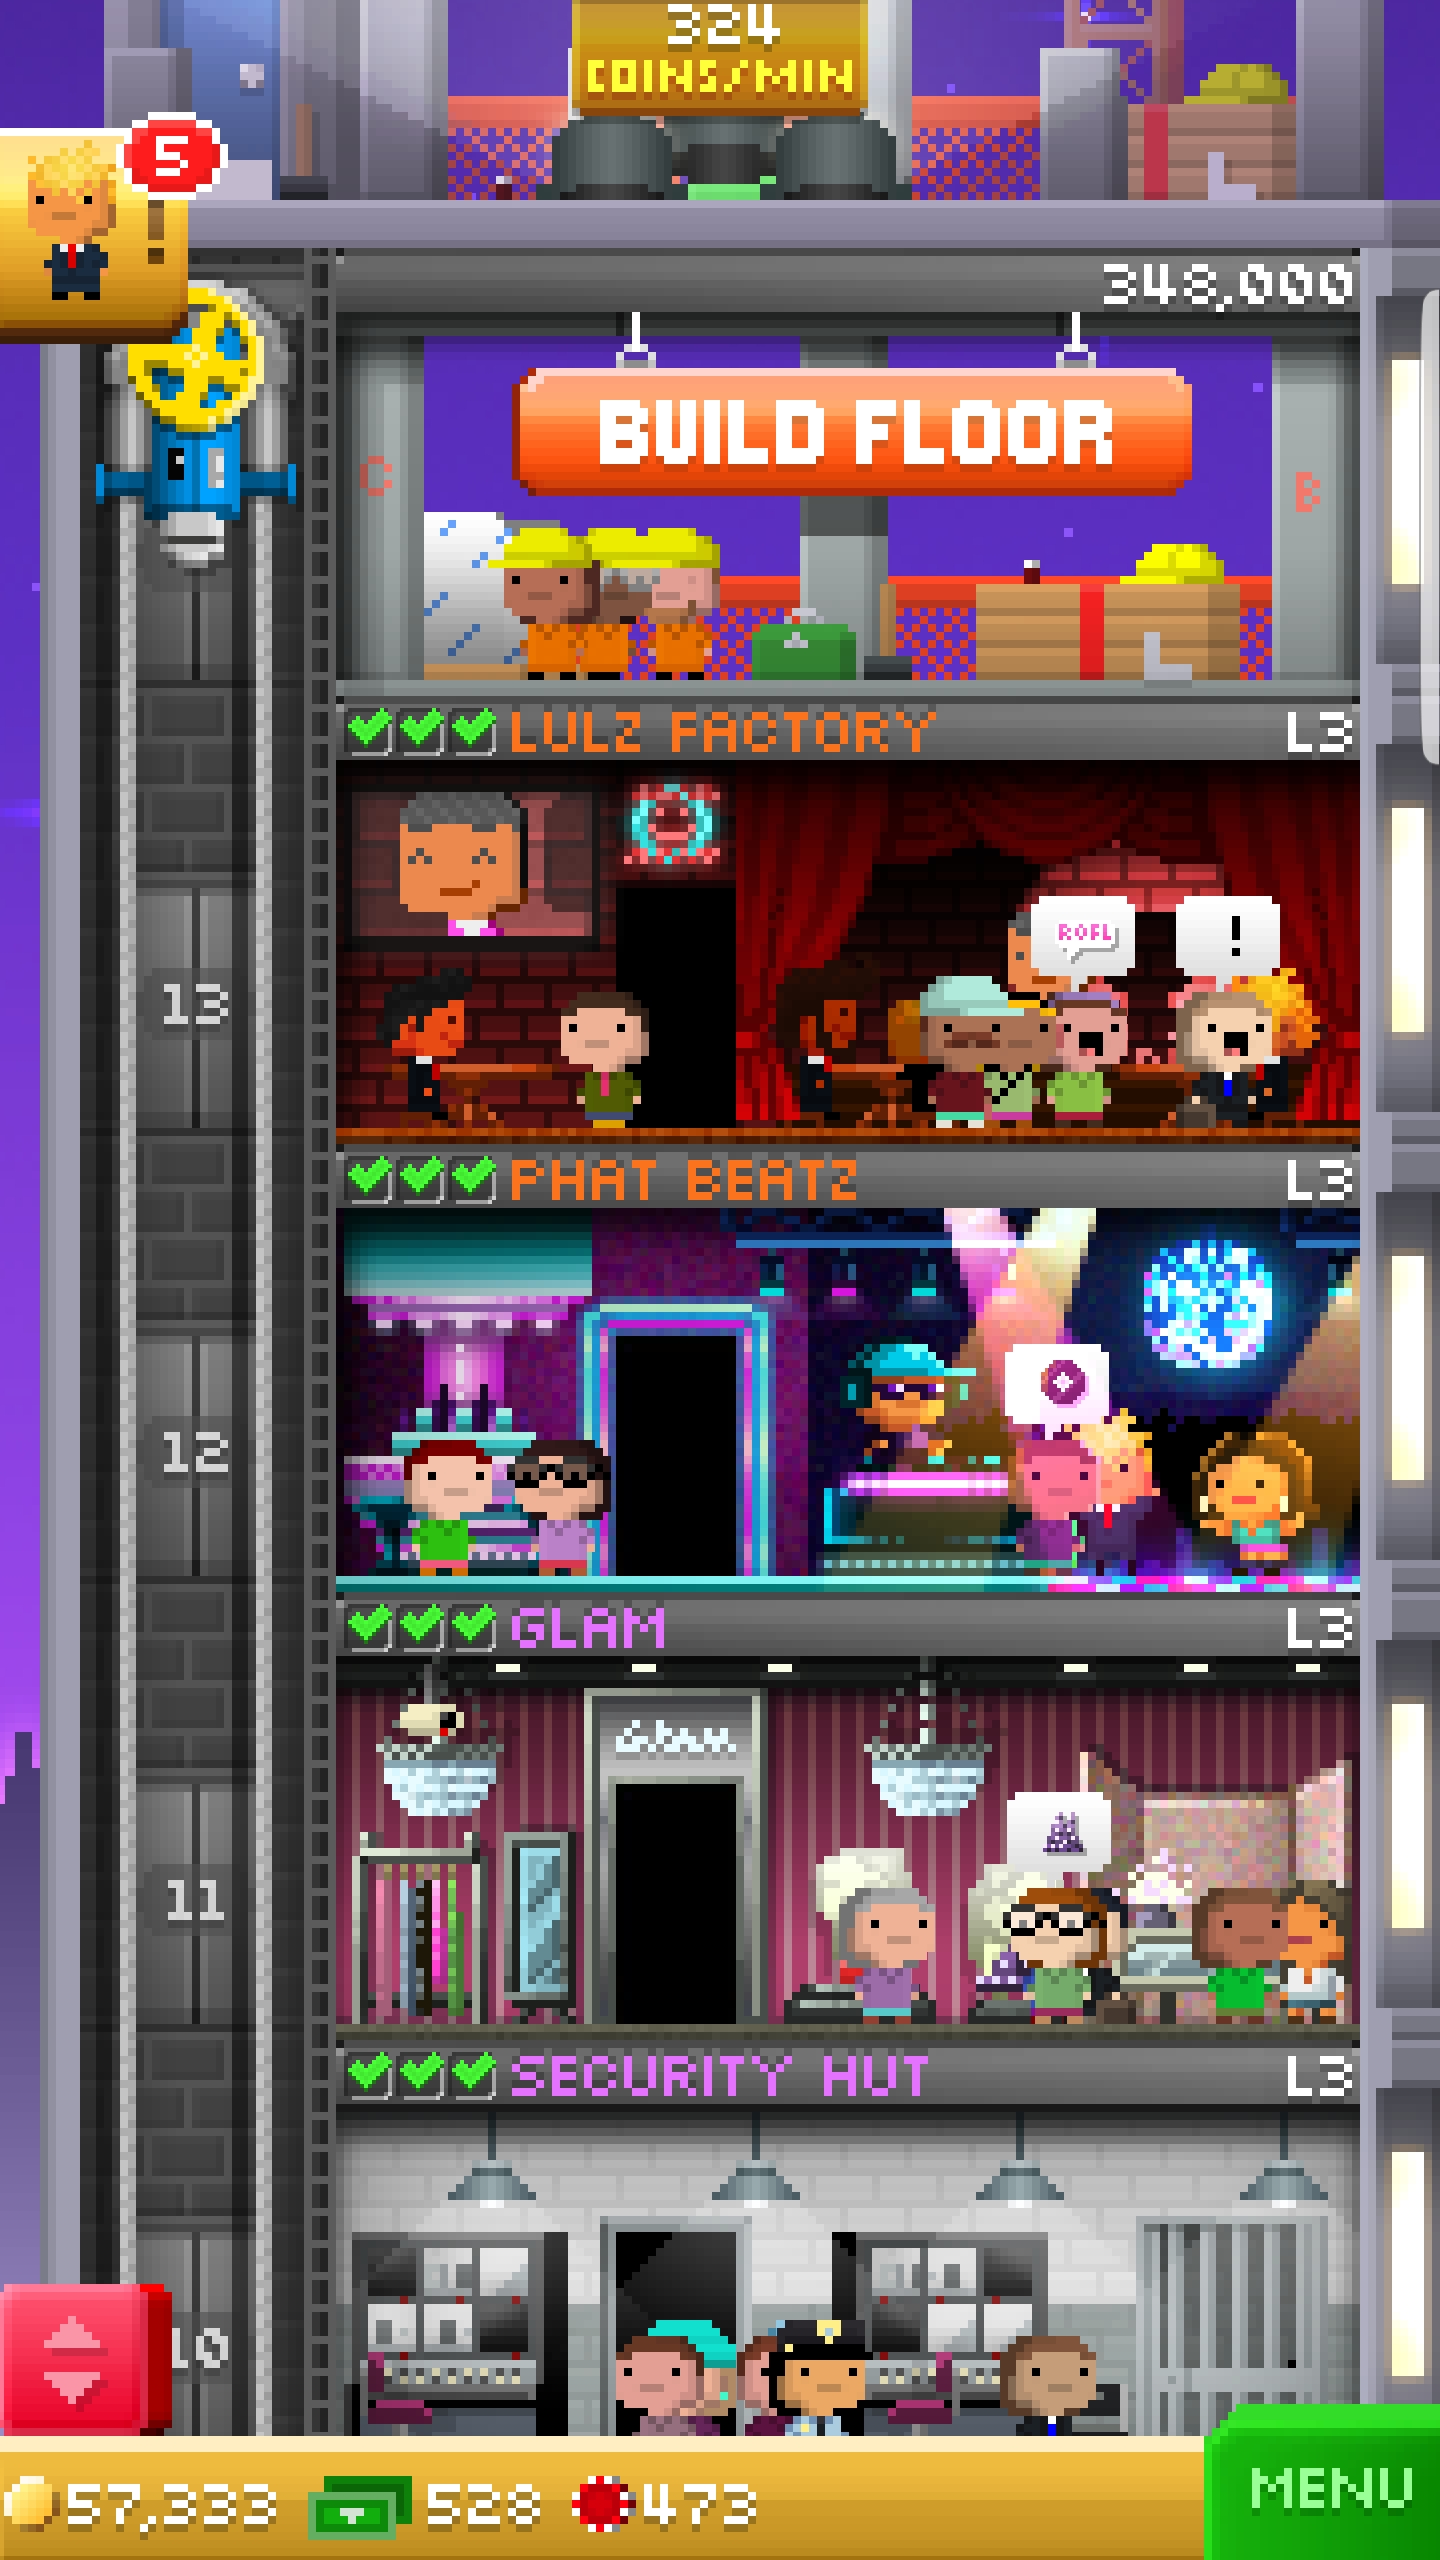 324
COINS/MIN
5
!
348,000
BUILD FLOOR
C
B
LULZ FACTORY L3
ROFL
!
13
PHAT BEATZ L3
12
GLAM L3
Glam
11
SECURITY HUT L3
10
57,333 528 473
MENU